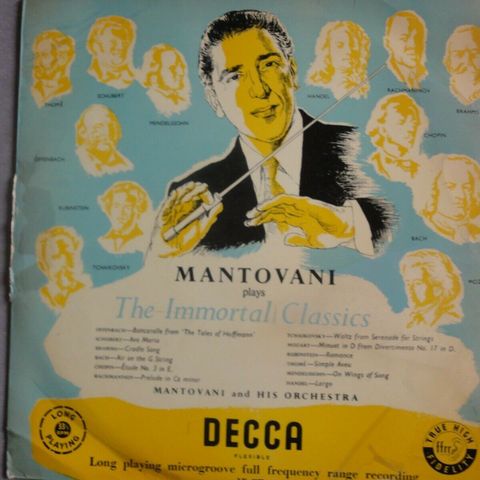 THOMÉ
SCHUBERT
MENDELSSOHN
HANDEL
RACHMANINOV
BRAHMS
OFFENBACH
CHOPIN
RUBINSTEIN
BACH
TCHAIKOVSKY
MOZ
MANTOVANI
plays
The Immortal Classics
OFFENBACH—Barcarolle from 'The Tales of Hoffmann'
SCHUBERT—Ave Maria
BRAHMS—Cradle Song
BACH—Air on the G String
CHOPIN—Étude No. 3 in E.
RACHMANINOV—Prelude in C♯ minor
TCHAIKOVSKY—Waltz from Serenade for Strings
MOZART—Minuet in D from Divertimento No. 17 in D.
RUBINSTEIN—Romance
THOMÉ—Simple Aveu
MENDELSSOHN—On Wings of Song
HANDEL—Largo
MANTOVANI and HIS ORCHESTRA
LONG
33⅓
R.P.M.
PLAYING
DECCA
FLEXIBLE
Long playing microgroove full frequency range recording
TRUE HIGH
ffrr
FIDELITY